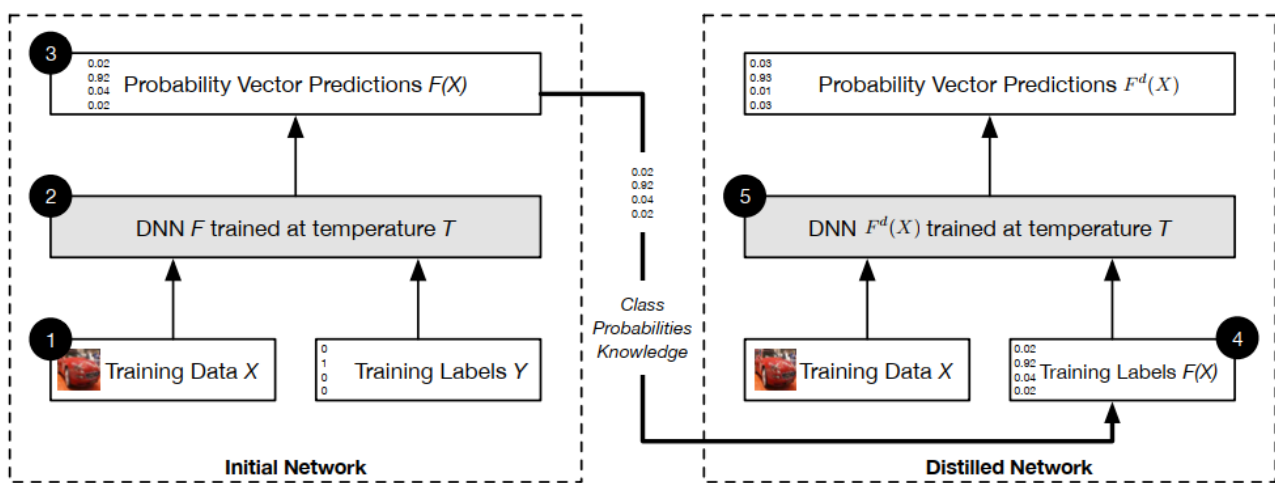 3
0.02
0.92
0.04
0.02
Probability Vector Predictions F(X)
2
DNN F trained at temperature T
1
Training Data X
0
1
0
0
Training Labels Y
Initial Network
0.02
0.92
0.04
0.02
Class
Probabilities
Knowledge
0.03
0.93
0.01
0.03
Probability Vector Predictions F^d(X)
5
DNN F^d(X) trained at temperature T
Training Data X
4
0.02
0.92
0.04
0.02
Training Labels F(X)
Distilled Network